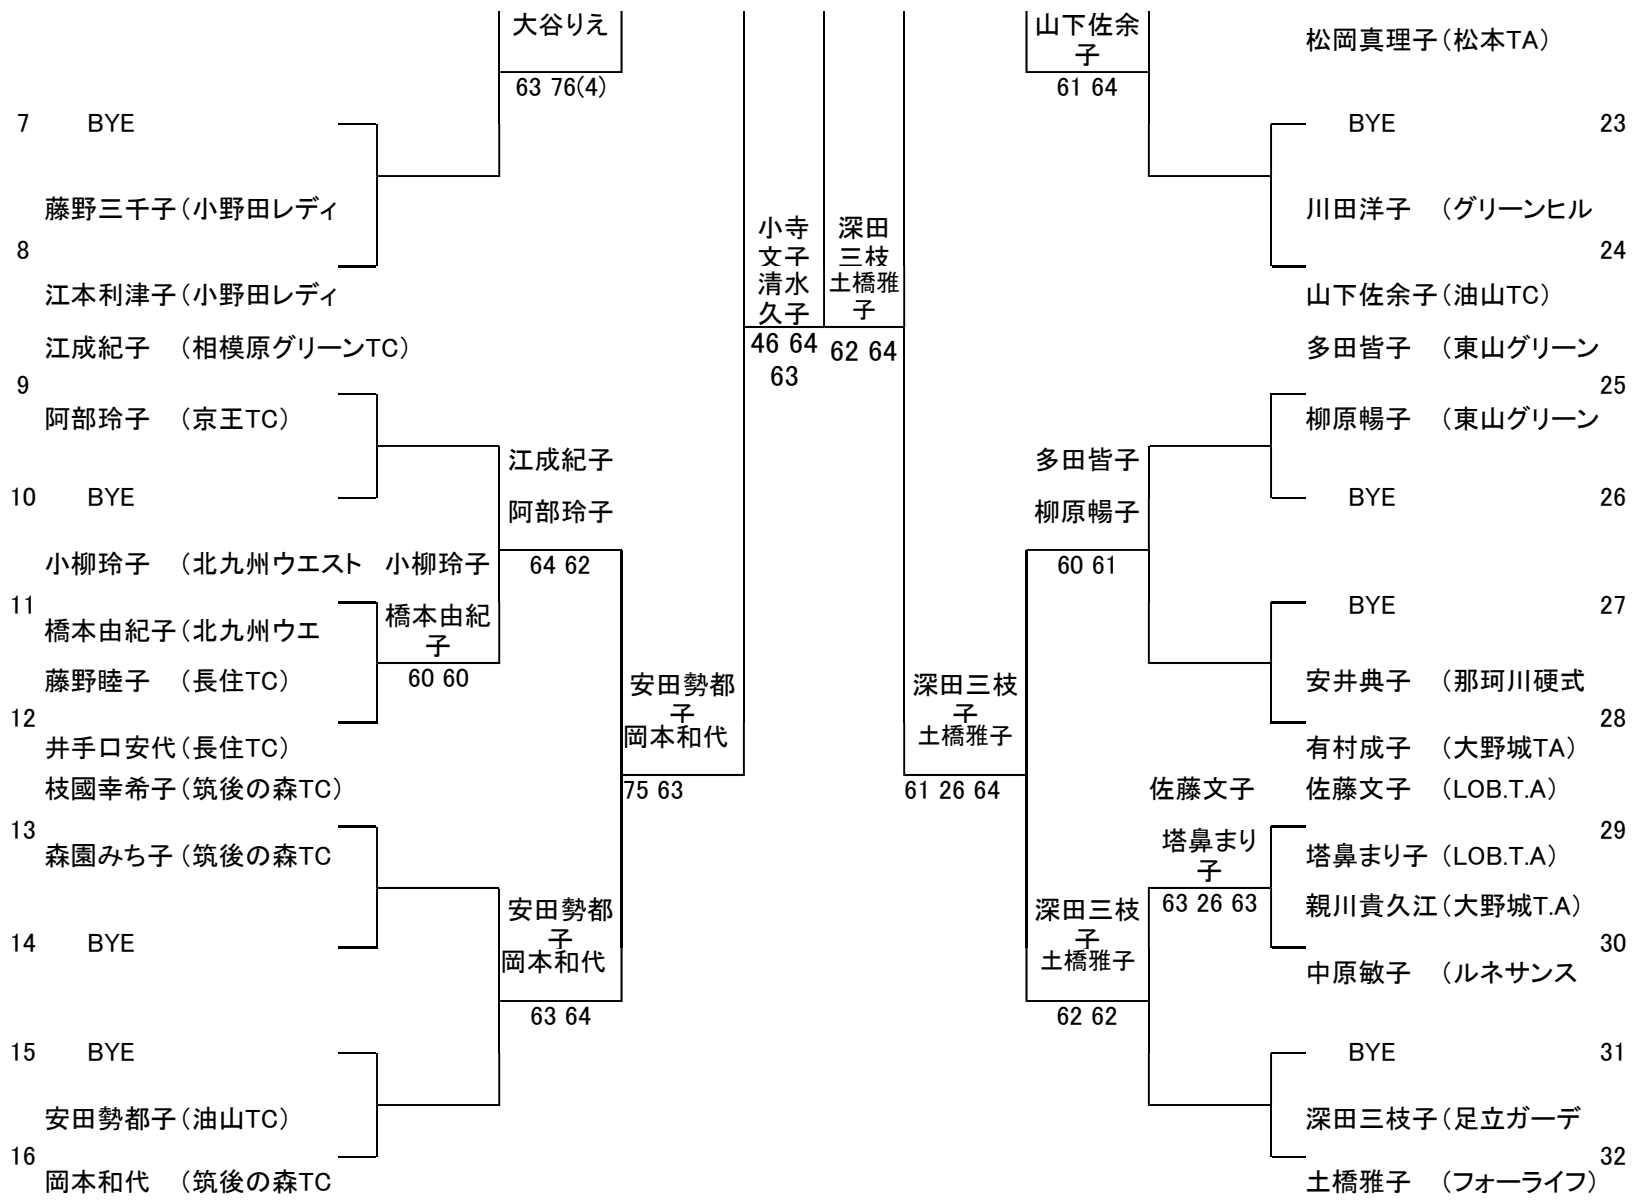 大谷りえ
63 76(4)
7 BYE
藤野三千子（小野田レディ
8
江本利津子（小野田レディ
江成紀子 （相模原グリーンTC）
9
阿部玲子 （京王TC）
10 BYE
小柳玲子 （北九州ウエスト
11
橋本由紀子（北九州ウエ
藤野睦子 （長住TC）
12
井手口安代（長住TC）
枝國幸希子（筑後の森TC）
13
森園みち子（筑後の森TC
14 BYE
15 BYE
安田勢都子（油山TC）
16
岡本和代 （筑後の森TC
小柳玲子
橋本由紀
子
60 60
江成紀子
阿部玲子
64 62
安田勢都
子
岡本和代
63 64
安田勢都
子
岡本和代
75 63
小寺
文子
清水
久子
46 64
63
深田
三枝
土橋雅
子
62 64
深田三枝
子
土橋雅子
61 26 64
山下佐余
子
61 64
多田皆子
柳原暢子
60 61
深田三枝
子
土橋雅子
62 62
佐藤文子
塔鼻まり
子
63 26 63
松岡真理子（松本TA）
BYE 23
川田洋子 （グリーンヒル
24
山下佐余子（油山TC）
多田皆子 （東山グリーン
25
柳原暢子 （東山グリーン
BYE 26
BYE 27
安井典子 （那珂川硬式
28
有村成子 （大野城TA）
佐藤文子 （LOB.T.A）
29
塔鼻まり子（LOB.T.A）
親川貴久江（大野城T.A）
30
中原敏子 （ルネサンス
BYE 31
深田三枝子（足立ガーデ
32
土橋雅子 （フォーライフ）